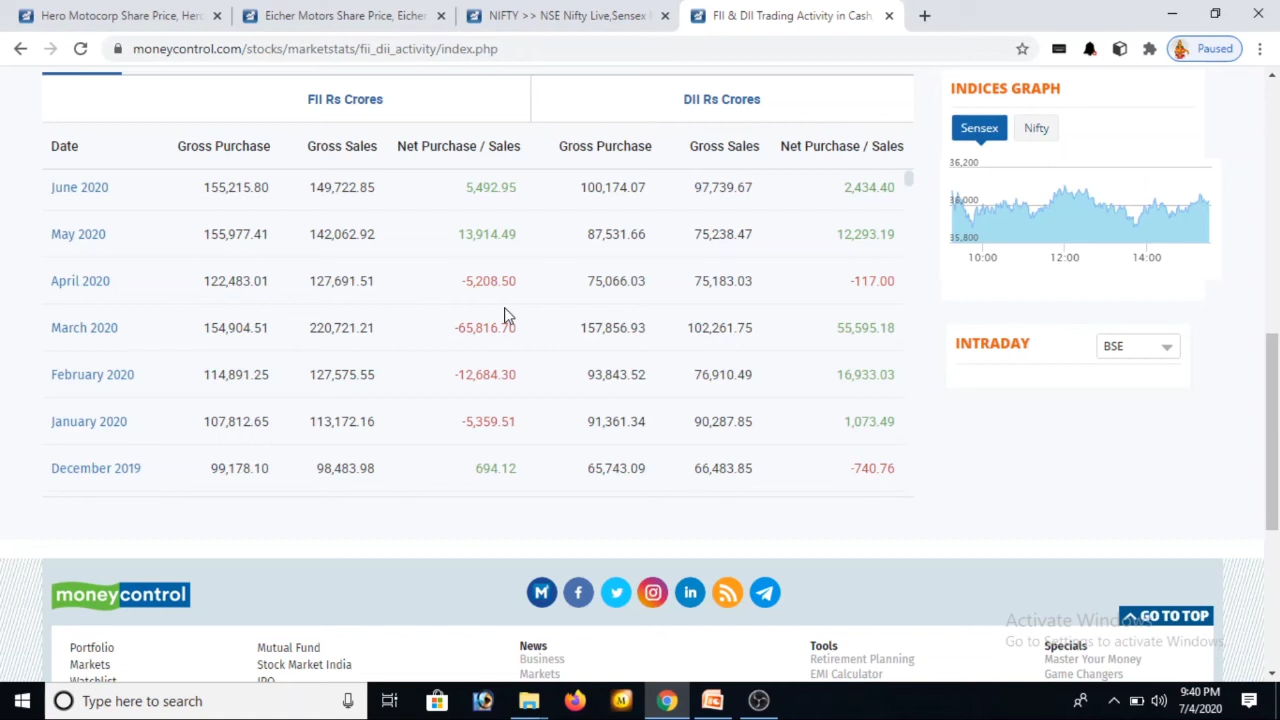 Hero Motocorp Share Price, Hero
Eicher Motors Share Price, Eicher
NIFTY >> NSE Nifty Live,Sensex
FII & DII Trading Activity in Cash,
moneycontrol.com/stocks/marketstats/fii_dii_activity/index.php
Paused
FII Rs Crores DII Rs Crores
Date Gross Purchase Gross Sales Net Purchase / Sales Gross Purchase Gross Sales Net Purchase / Sales
June 2020 155,215.80 149,722.85 5,492.95 100,174.07 97,739.67 2,434.40
May 2020 155,977.41 142,062.92 13,914.49 87,531.66 75,238.47 12,293.19
April 2020 122,483.01 127,691.51 -5,208.50 75,066.03 75,183.03 -117.00
March 2020 154,904.51 220,721.21 -65,816.70 157,856.93 102,261.75 55,595.18
February 2020 114,891.25 127,575.55 -12,684.30 93,843.52 76,910.49 16,933.03
January 2020 107,812.65 113,172.16 -5,359.51 91,361.34 90,287.85 1,073.49
December 2019 99,178.10 98,483.98 694.12 65,743.09 66,483.85 -740.76
INDICES GRAPH
Sensex Nifty
36,200
36,000
35,800
10:00 12:00 14:00
INTRADAY BSE
moneycontrol
GO TO TOP
Activate Windows
Go to Settings to activate Windows.
Portfolio Mutual Fund News Tools Specials
Markets Stock Market India Business Retirement Planning Master Your Money
Watchlist IPO Markets EMI Calculator Game Changers
Type here to search
9:40 PM
7/4/2020